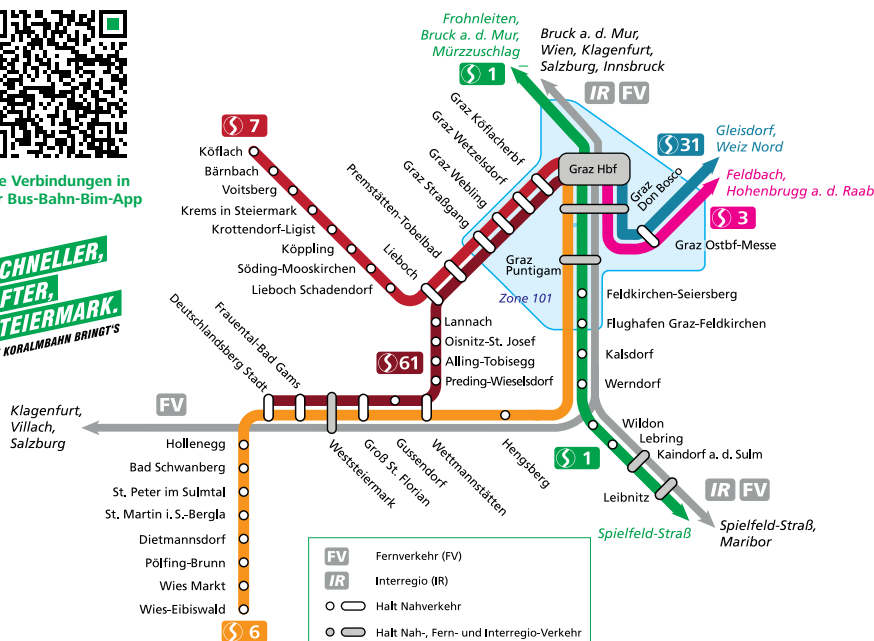 Frohnleiten,
Bruck a. d. Mur,
Mürzzuschlag
S 1
Bruck a. d. Mur,
Wien, Klagenfurt,
Salzburg, Innsbruck
IR FV
S 7
Köflach
Bärnbach
Voitsberg
Krems in Steiermark
Krottendorf-Ligist
Köppling
Söding-Mooskirchen
Lieboch Schadendorf
Lieboch
Premstätten-Tobelbad
Graz Straßgang
Graz Webling
Graz Wetzelsdorf
Graz Köflacherbf
Graz Hbf
Graz
Don Bosco
S 31
Gleisdorf,
Weiz Nord
Feldbach,
Hohenbrugg a. d. Raab
S 3
Graz Ostbf-Messe
Graz
Puntigam
Zone 101
e Verbindungen in
r Bus-Bahn-Bim-App
CHNELLER,
FTER,
TEIERMARK.
KORALMBAHN BRINGT'S
Feldkirchen-Seiersberg
Flughafen Graz-Feldkirchen
Kalsdorf
Werndorf
Wildon
Lebring
Kaindorf a. d. Sulm
Leibnitz
S 1
IR FV
Spielfeld-Straß
Spielfeld-Straß,
Maribor
Lannach
Oisnitz-St. Josef
Alling-Tobisegg
Preding-Wieselsdorf
S 61
Deutschlandsberg Stadt
Frauental-Bad Gams
Weststeiermark
Groß St. Florian
Gussendorf
Wettmannstätten
Hengsberg
FV
Klagenfurt,
Villach,
Salzburg
Hollenegg
Bad Schwanberg
St. Peter im Sulmtal
St. Martin i. S.-Bergla
Dietmannsdorf
Pölfing-Brunn
Wies Markt
Wies-Eibiswald
S 6
FV Fernverkehr (FV)
IR Interregio (IR)
Halt Nahverkehr
Halt Nah-, Fern- und Interregio-Verkehr